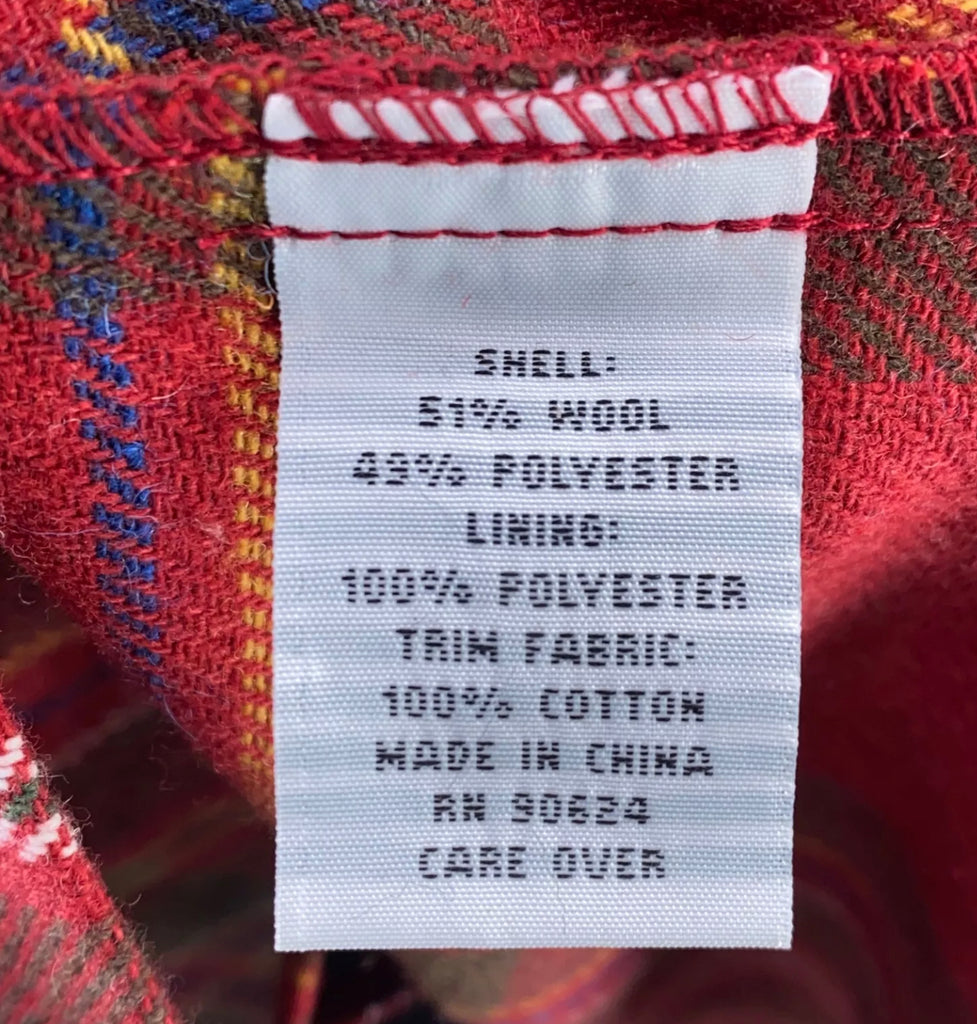 SHELL:
51% WOOL
49% POLYESTER
LINING:
100% POLYESTER
TRIM FABRIC:
100% COTTON
MADE IN CHINA
RN 90624
CARE OVER